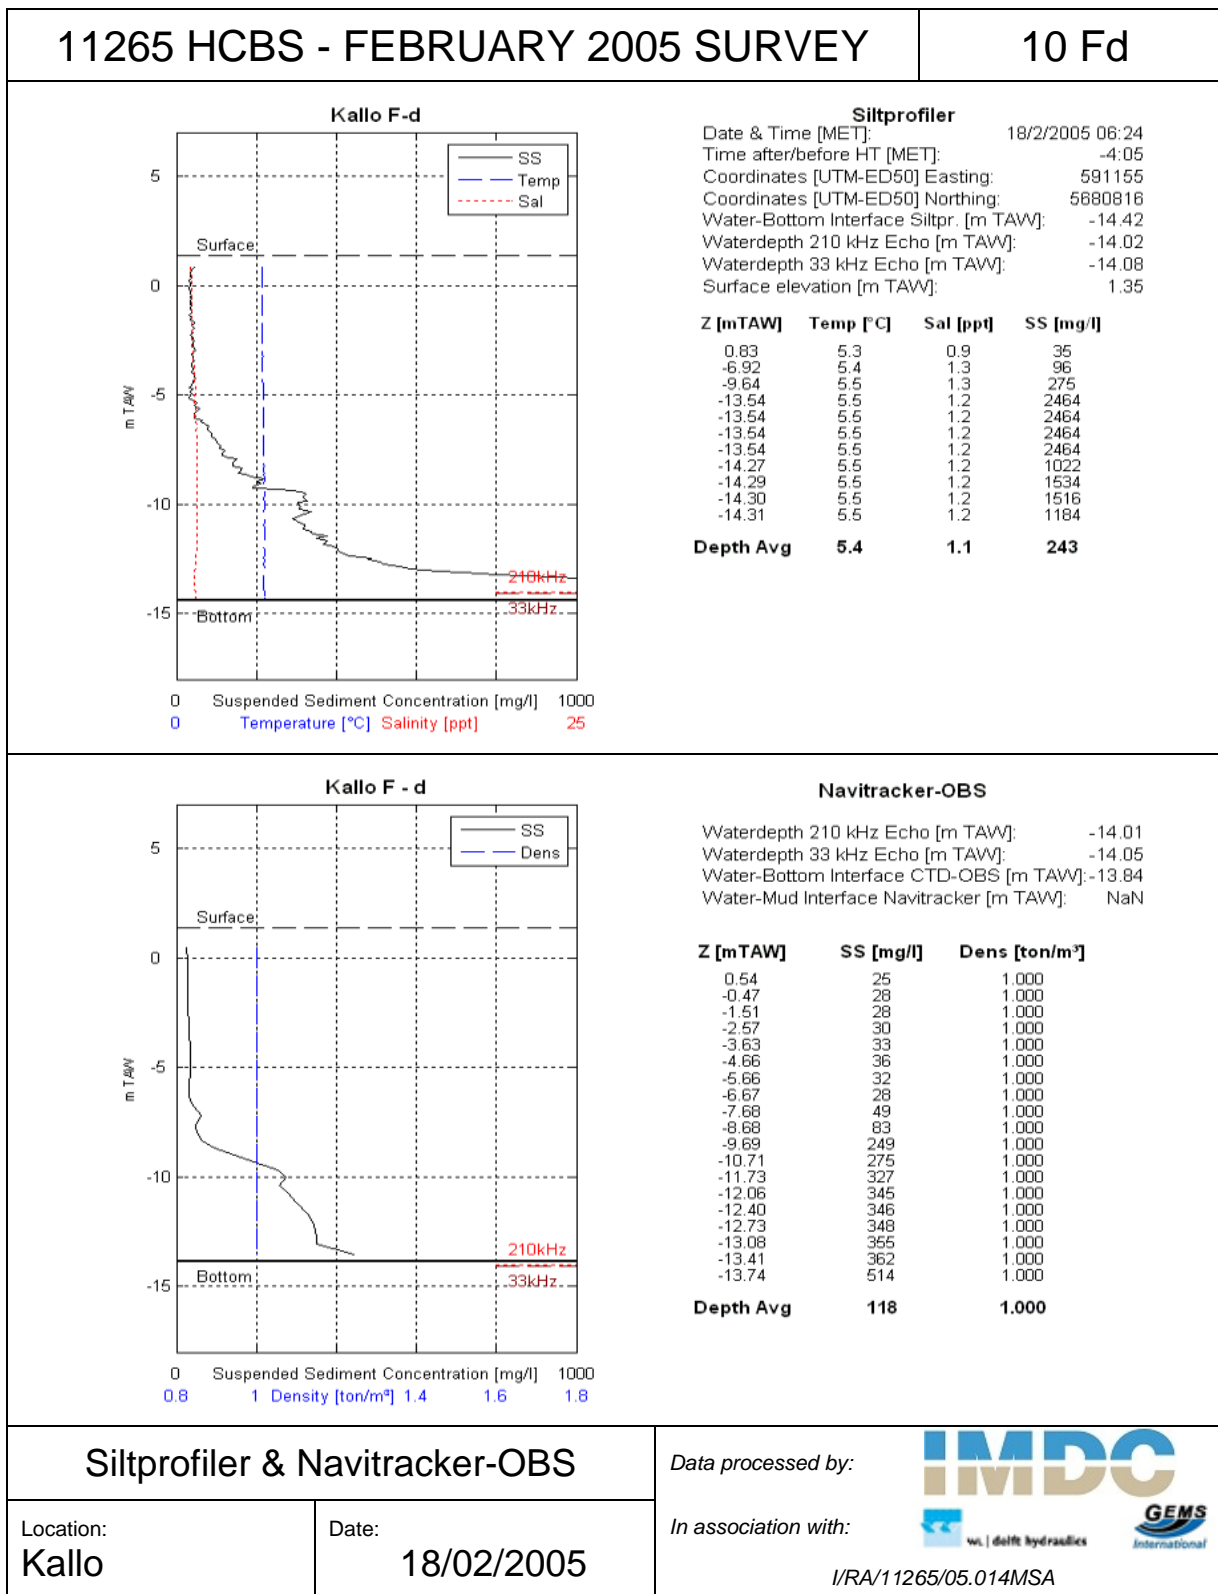 11265 HCBS - FEBRUARY 2005 SURVEY
10 Fd
Kallo F-d
SS
Temp
Sal
Surface
5
0
-5
-10
-15
m TAW
210kHz
33kHz
Bottom
0 Suspended Sediment Concentration [mg/l] 1000
0 Temperature [°C] Salinity [ppt] 25
Siltprofiler
Date & Time [MET]: 18/2/2005 06:24
Time after/before HT [MET]: -4:05
Coordinates [UTM-ED50] Easting: 591155
Coordinates [UTM-ED50] Northing: 5680816
Water-Bottom Interface Siltpr. [m TAW]: -14.42
Waterdepth 210 kHz Echo [m TAW]: -14.02
Waterdepth 33 kHz Echo [m TAW]: -14.08
Surface elevation [m TAW]: 1.35
Z [mTAW] Temp [°C] Sal [ppt] SS [mg/l]
0.83 5.3 0.9 35
-6.92 5.4 1.3 96
-9.64 5.5 1.3 275
-13.54 5.5 1.2 2464
-13.54 5.5 1.2 2464
-13.54 5.5 1.2 2464
-13.54 5.5 1.2 2464
-14.27 5.5 1.2 1022
-14.29 5.5 1.2 1534
-14.30 5.5 1.2 1516
-14.31 5.5 1.2 1184
Depth Avg 5.4 1.1 243
Kallo F - d
SS
Dens
Surface
5
0
-5
-10
-15
m TAW
210kHz
33kHz
Bottom
0 Suspended Sediment Concentration [mg/l] 1000
0.8 1 Density [ton/m³] 1.4 1.6 1.8
Navitracker-OBS
Waterdepth 210 kHz Echo [m TAW]: -14.01
Waterdepth 33 kHz Echo [m TAW]: -14.05
Water-Bottom Interface CTD-OBS [m TAW]: -13.84
Water-Mud Interface Navitracker [m TAW]: NaN
Z [mTAW] SS [mg/l] Dens [ton/m³]
0.54 25 1.000
-0.47 28 1.000
-1.51 28 1.000
-2.57 30 1.000
-3.63 33 1.000
-4.66 36 1.000
-5.66 32 1.000
-6.67 28 1.000
-7.68 49 1.000
-8.68 83 1.000
-9.69 249 1.000
-10.71 275 1.000
-11.73 327 1.000
-12.06 345 1.000
-12.40 346 1.000
-12.73 348 1.000
-13.08 355 1.000
-13.41 362 1.000
-13.74 514 1.000
Depth Avg 118 1.000
Siltprofiler & Navitracker-OBS
Location:
Kallo
Date:
18/02/2005
Data processed by:
IMDC
In association with:
wL | delft hydraulics
GEMS
International
I/RA/11265/05.014MSA